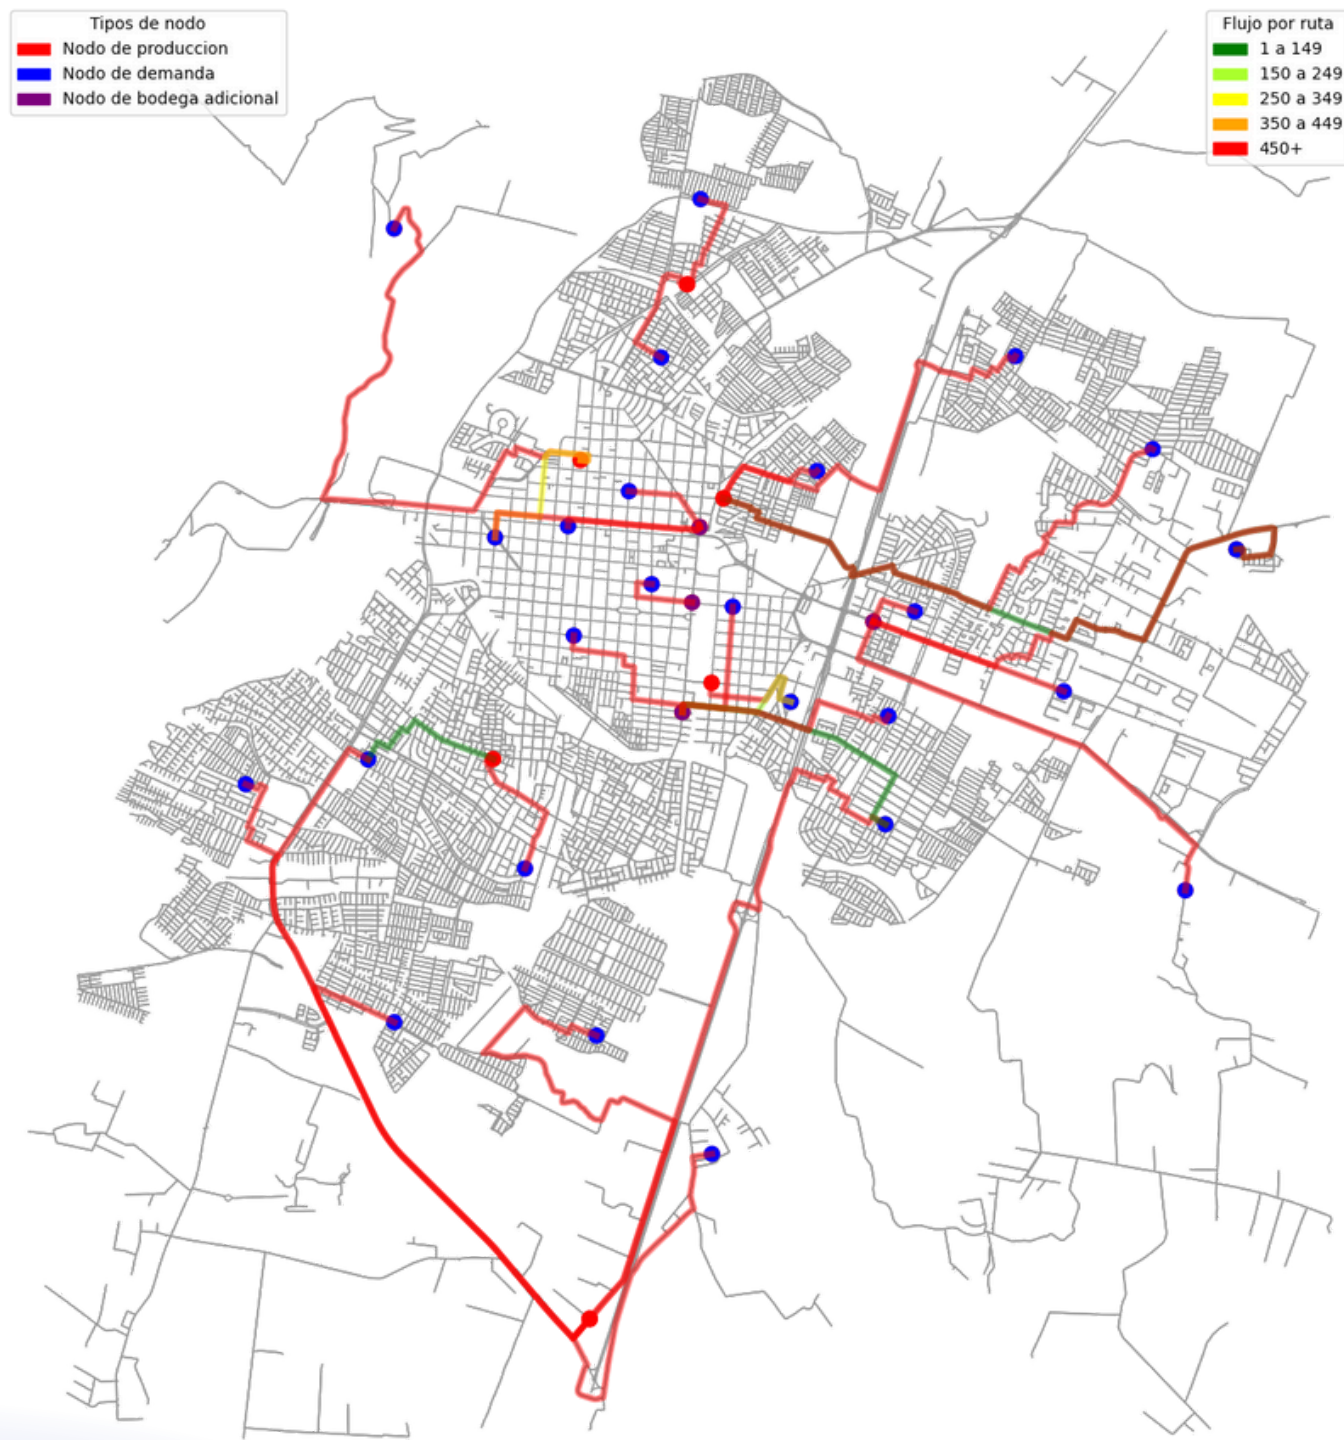 Tipos de nodo
Nodo de produccion
Nodo de demanda
Nodo de bodega adicional
Flujo por ruta
1 a 149
150 a 249
250 a 349
350 a 449
450+